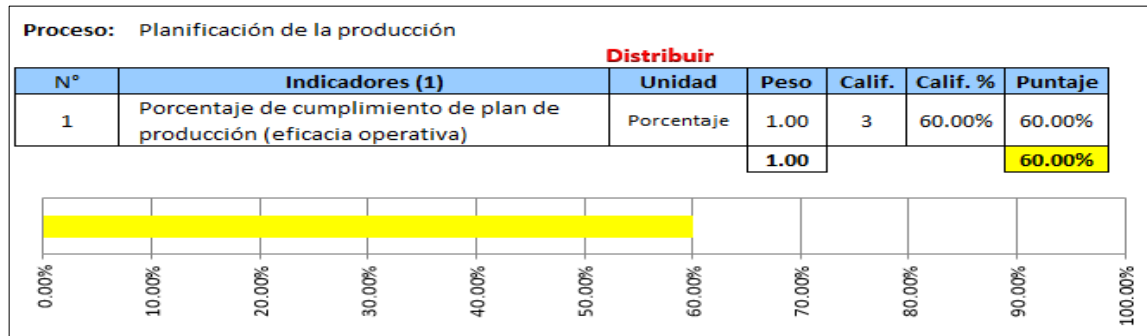 Proceso: Planificación de la producción
Distribuir
N° Indicadores (1) Unidad Peso Calif. Calif. % Puntaje
1 Porcentaje de cumplimiento de plan de producción (eficacia operativa) Porcentaje 1.00 3 60.00% 60.00%
1.00 60.00%
0.00% 10.00% 20.00% 30.00% 40.00% 50.00% 60.00% 70.00% 80.00% 90.00% 100.00%